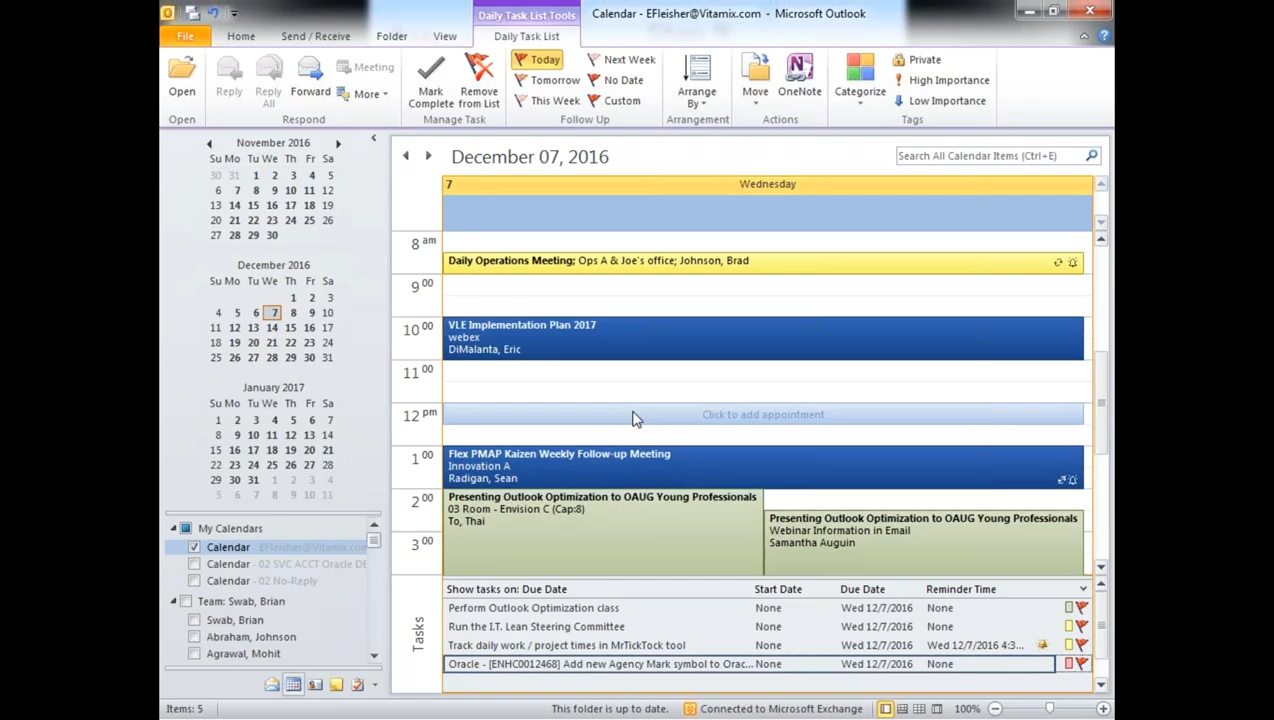 Daily Task List Tools
Calendar - EFleisher@Vitamix.com - Microsoft Outlook
File Home Send / Receive Folder View Daily Task List
Open
Reply
Reply All
Forward
Meeting
More
Mark Complete
Remove from List
Today
Tomorrow
This Week
Next Week
No Date
Custom
Arrange By
Move
OneNote
Categorize
Private
High Importance
Low Importance
Open Respond Manage Task Follow Up Arrangement Actions Tags
November 2016
Su Mo Tu We Th Fr Sa
30 31 1 2 3 4 5
6 7 8 9 10 11 12
13 14 15 16 17 18 19
20 21 22 23 24 25 26
27 28 29 30
December 2016
Su Mo Tu We Th Fr Sa
1 2 3
4 5 6 7 8 9 10
11 12 13 14 15 16 17
18 19 20 21 22 23 24
25 26 27 28 29 30 31
January 2017
Su Mo Tu We Th Fr Sa
1 2 3 4 5 6 7
8 9 10 11 12 13 14
15 16 17 18 19 20 21
22 23 24 25 26 27 28
29 30 31 1 2 3 4
5 6 7 8 9 10 11
My Calendars
Calendar - EFleisher@Vitamix.com
Calendar - 02 SVC ACCT Oracle DE
Calendar - 02 No-Reply
Team: Swab, Brian
Swab, Brian
Abraham, Johnson
Agrawal, Mohit
December 07, 2016
Search All Calendar Items (Ctrl+E)
7 Wednesday
8 am
Daily Operations Meeting; Ops A & Joe's office; Johnson, Brad
9 00
10 00
VLE Implementation Plan 2017
webex
DiMalanta, Eric
11 00
12 pm
Click to add appointment
1 00
Flex PMAP Kaizen Weekly Follow-up Meeting
Innovation A
Radigan, Sean
2 00
Presenting Outlook Optimization to OAUG Young Professionals
03 Room - Envision C (Cap:8)
To, Thai
Presenting Outlook Optimization to OAUG Young Professionals
Webinar Information in Email
Samantha Auguin
3 00
Tasks
Show tasks on: Due Date Start Date Due Date Reminder Time
Perform Outlook Optimization class None Wed 12/7/2016 None
Run the I.T. Lean Steering Committee None Wed 12/7/2016 None
Track daily work / project times in MrTickTock tool None Wed 12/7/2016 Wed 12/7/2016 4:3...
Oracle - [ENHC0012468] Add new Agency Mark symbol to Orac... None Wed 12/7/2016 None
Items: 5
This folder is up to date.
Connected to Microsoft Exchange
100%